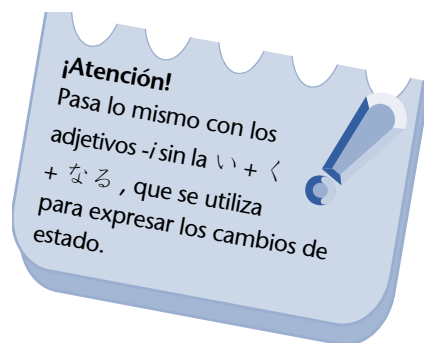 ¡Atención!
Pasa lo mismo con los
adjetivos -i sin la い + く
+ なる , que se utiliza
para expresar los cambios de
estado.